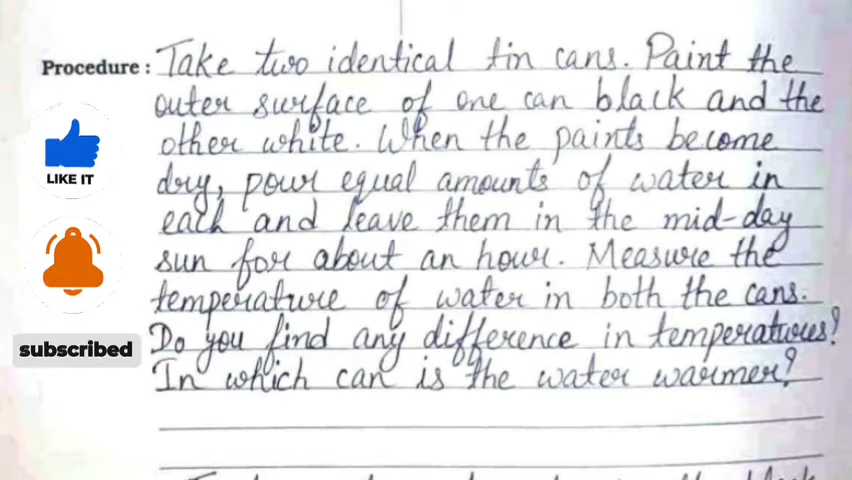 Procedure : Take two identical tin cans. Paint the
outer surface of one can black and the
other white. When the paints become
dry, pour equal amounts of water in
each and leave them in the mid-day
sun for about an hour. Measure the
temperature of water in both the cans.
Do you find any difference in temperatures?
In which can is the water warmer?
LIKE IT
subscribed